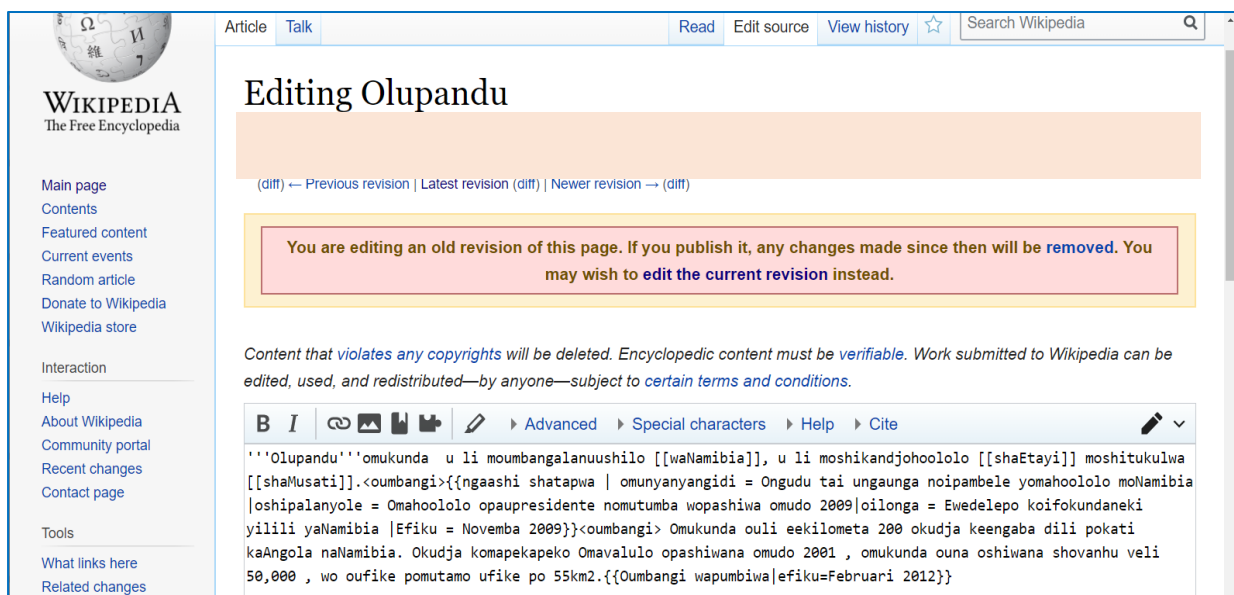 Article Talk Read Edit source View history Search Wikipedia
Ω И
維 7
WIKIPEDIA
The Free Encyclopedia
Editing Olupandu
(diff) ← Previous revision | Latest revision (diff) | Newer revision → (diff)
You are editing an old revision of this page. If you publish it, any changes made since then will be removed. You
may wish to edit the current revision instead.
Content that violates any copyrights will be deleted. Encyclopedic content must be verifiable. Work submitted to Wikipedia can be
edited, used, and redistributed—by anyone—subject to certain terms and conditions.
B I Advanced Special characters Help Cite
'''Olupandu'''omukunda u li moumbangalanuushilo [[waNamibia]], u li moshikandjohoololo [[shaEtayi]] moshitukulwa
[[shaMusati]].<oumbangi>{{ngaashi shatapwa | omunyanyangidi = Ongudu tai ungaunga noipambele yomahoololo moNamibia
|oshipalanyole = Omahoololo opaupresidente nomutumba wopashiwa omudo 2009|oilonga = Ewedelepo koifokundaneki
yilili yaNamibia |Efiku = Novemba 2009}}<oumbangi> Omukunda ouli eekilometa 200 okudja keengaba dili pokati
kaAngola naNamibia. Okudja komapekapeko Omavalulo opashiwana omudo 2001 , omukunda ouna oshiwana shovanhu veli
50,000 , wo oufike pomutamo ufike po 55km2.{{Oumbangi wapumbiwa|efiku=Februari 2012}}
Main page
Contents
Featured content
Current events
Random article
Donate to Wikipedia
Wikipedia store
Interaction
Help
About Wikipedia
Community portal
Recent changes
Contact page
Tools
What links here
Related changes